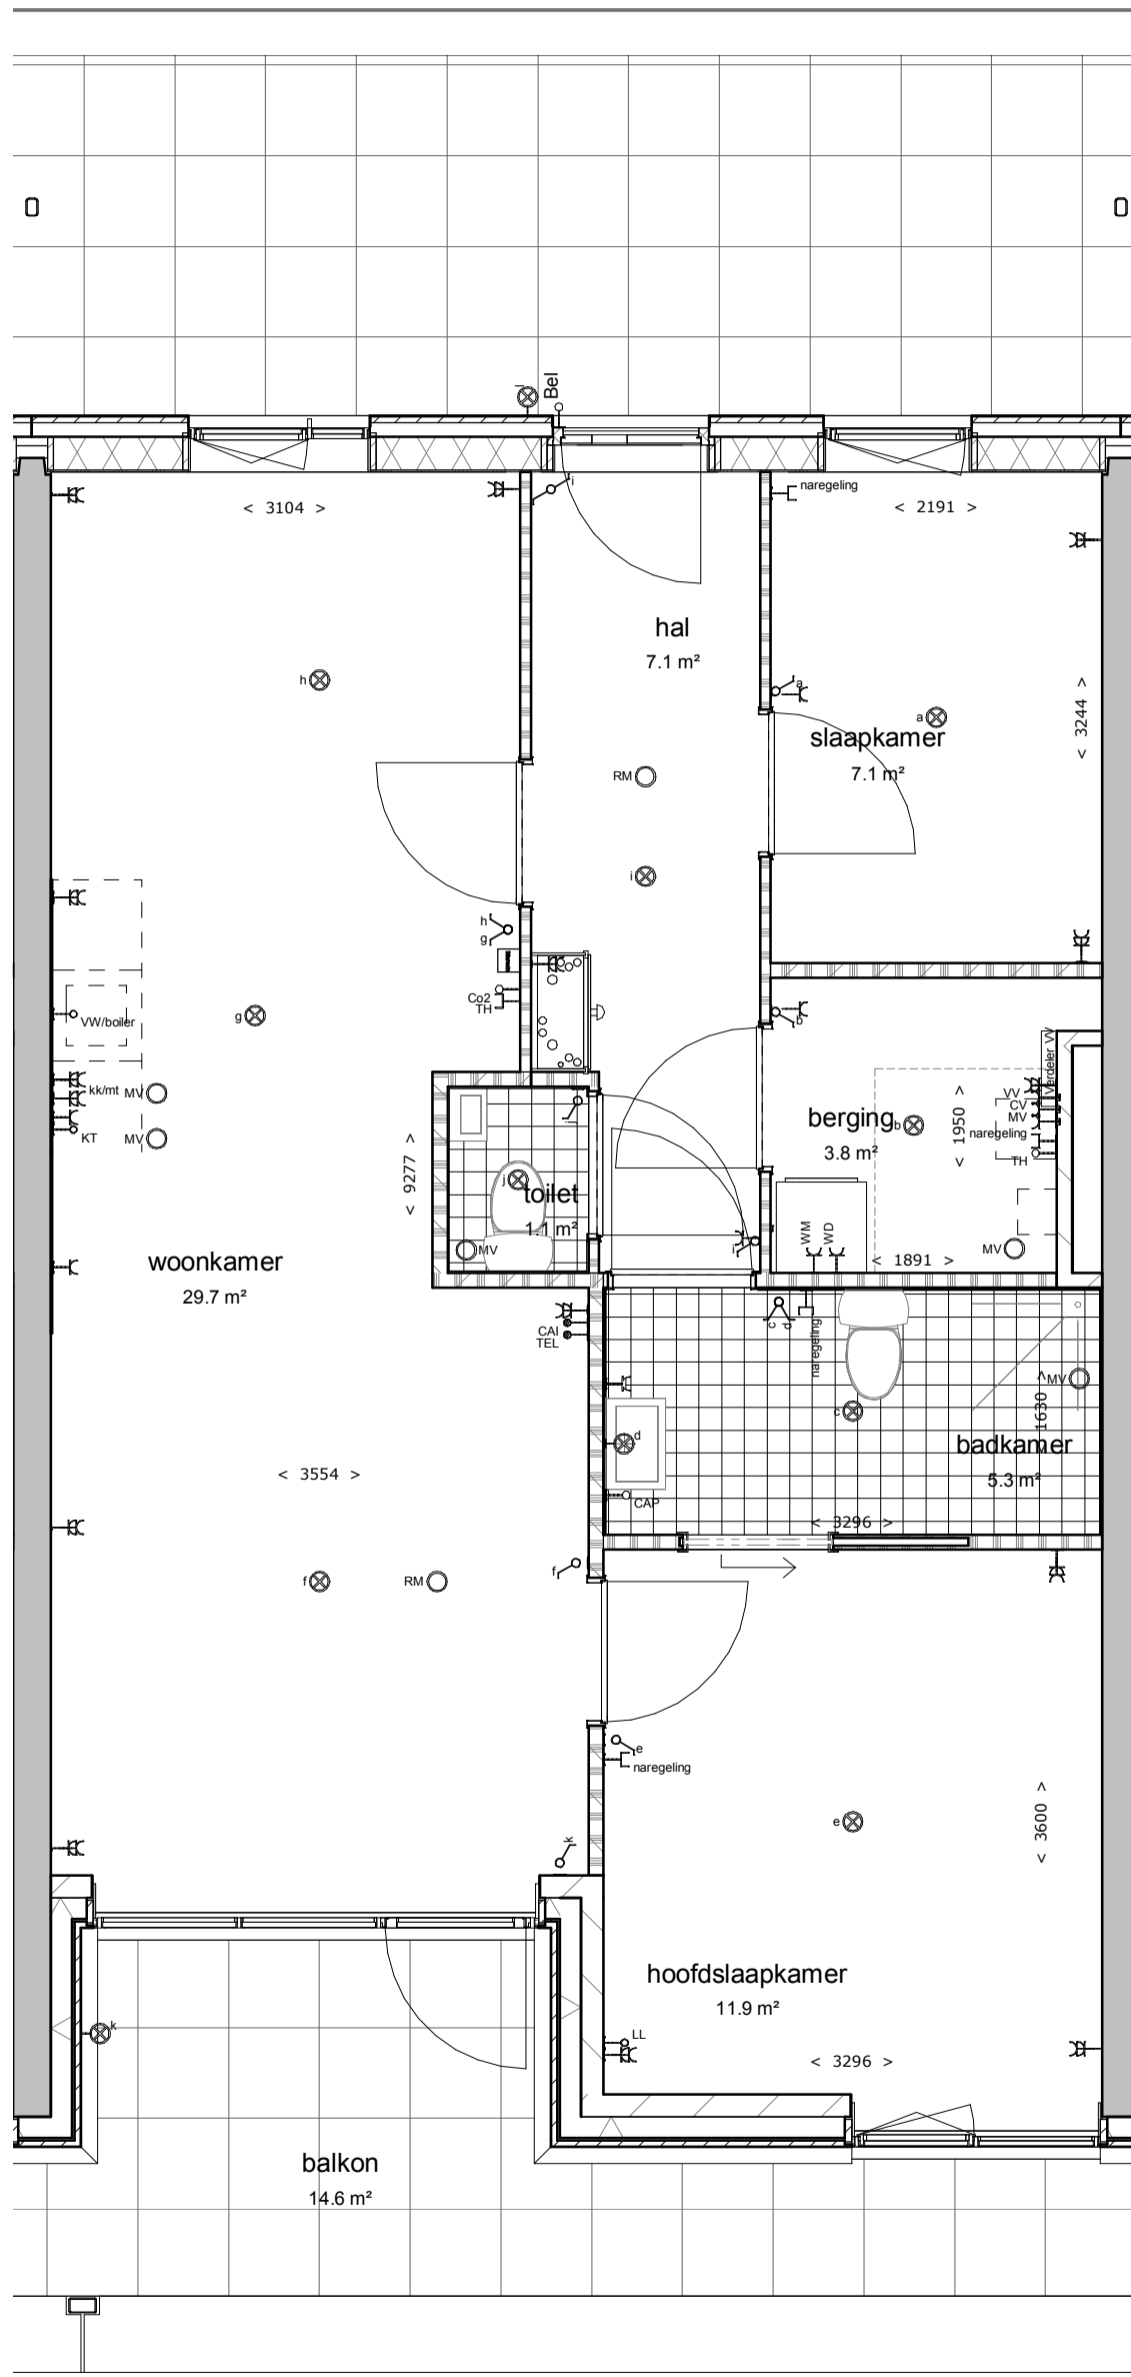 Bel
i
naregeling
< 3104 >
< 2191 >
hal
7.1 m²
h
a
a
slaapkamer
7.1 m²
< 3244 >
RM
i
h
g
Co2
TH
g
VW/boiler
b
kk/mt
MV
KT
MV
Verdeler VV
VV
CV
MV
naregeling
TH
berging
3.8 m²
b
< 1950 >
< 9277 >
j
j
toilet
1.1 m²
MV
WM
WD
i
MV
< 1891 >
woonkamer
29.7 m²
CAI
TEL
c
d
naregeling
MV
c
< 1630 >
d
badkamer
5.3 m²
< 3554 >
CAP
< 3296 >
f
RM
f
e
naregeling
e
< 3600 >
k
hoofdslaapkamer
11.9 m²
k
LL
< 3296 >
balkon
14.6 m²